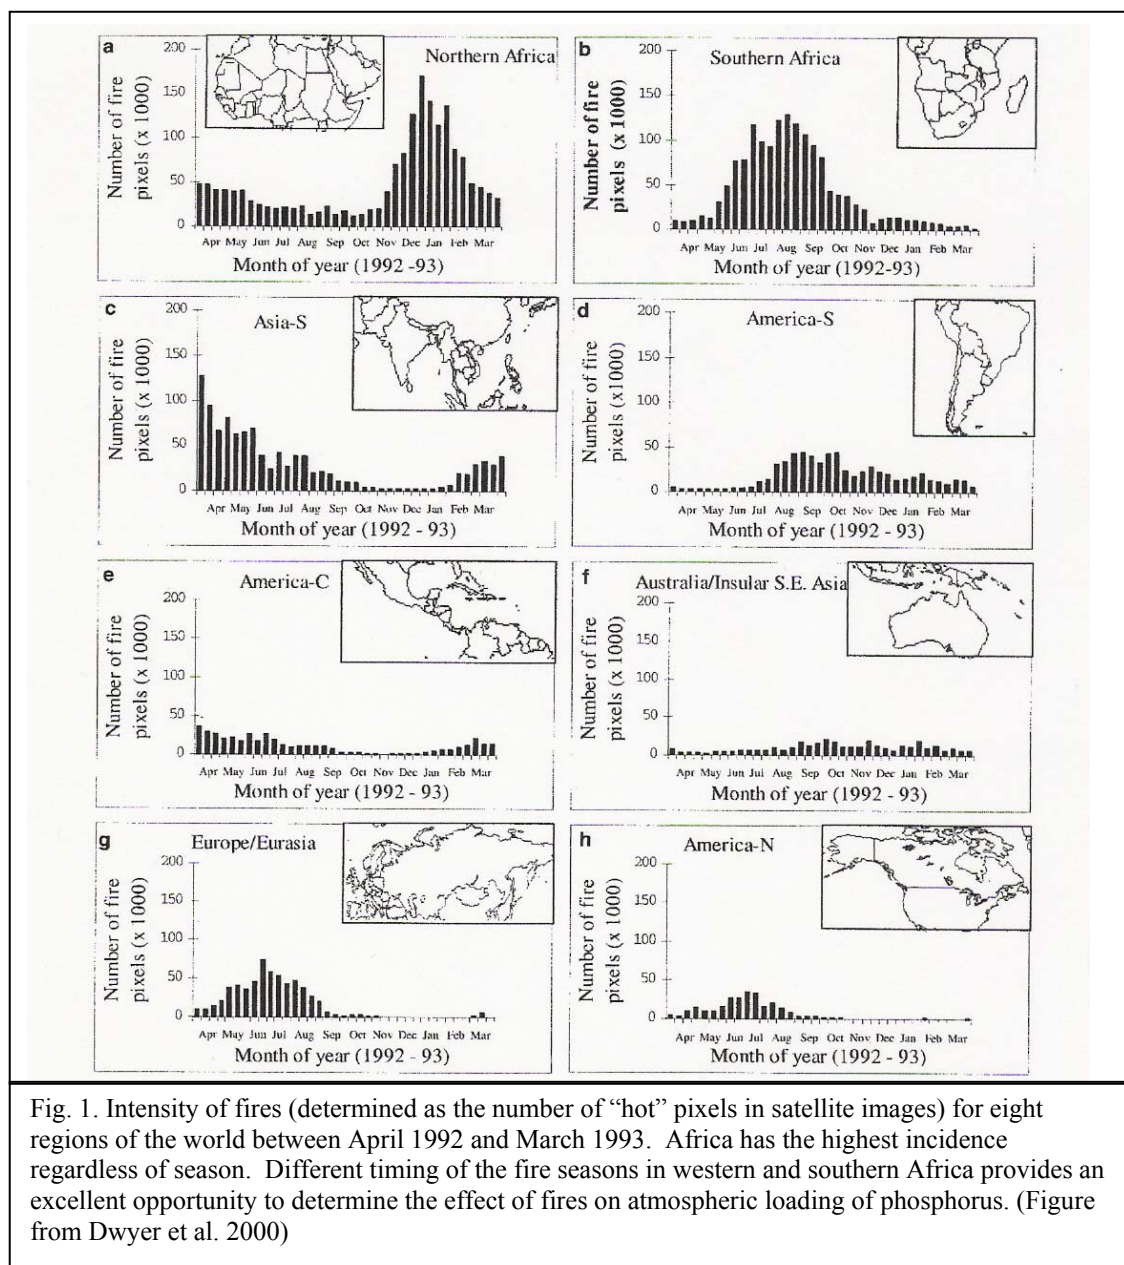 a
Northern Africa
Number of fire
pixels (x 1000)
200
150
100
50
0
Apr May Jun Jul Aug Sep Oct Nov Dec Jan Feb Mar
Month of year (1992 -93)
b
Southern Africa
Number of fire
pixels (x 1000)
200
150
100
50
0
Apr May Jun Jul Aug Sep Oct Nov Dec Jan Feb Mar
Month of year (1992-93)
c
Asia-S
Number of fire
pixels (x 1000)
200
150
100
50
0
Apr May Jun Jul Aug Sep Oct Nov Dec Jan Feb Mar
Month of year (1992 - 93)
d
America-S
Number of fire
pixels (x1000)
200
150
100
50
0
Apr May Jun Jul Aug Sep Oct Nov Dec Jan Feb Mar
Month of year (1992 - 93)
e
America-C
Number of fire
pixels (x 1000)
200
150
100
50
0
Apr May Jun Jul Aug Sep Oct Nov Dec Jan Feb Mar
Month of year (1992 - 93)
f
Australia/Insular S.E. Asia
Number of fire
pixels (x 1000)
200
150
100
50
0
Apr May Jun Jul Aug Sep Oct Nov Dec Jan Feb Mar
Month of year (1992 - 93)
g
Europe/Eurasia
Number of fire
pixels (x 1000)
200
150
100
50
0
Apr May Jun Jul Aug Sep Oct Nov Dec Jan Feb Mar
Month of year (1992 - 93)
h
America-N
Number of fire
pixels (x 1000)
200
150
100
50
0
Apr May Jun Jul Aug Sep Oct Nov Dec Jan Feb Mar
Month of year (1992 - 93)
Fig. 1. Intensity of fires (determined as the number of “hot” pixels in satellite images) for eight
regions of the world between April 1992 and March 1993.  Africa has the highest incidence
regardless of season.  Different timing of the fire seasons in western and southern Africa provides an
excellent opportunity to determine the effect of fires on atmospheric loading of phosphorus. (Figure
from Dwyer et al. 2000)